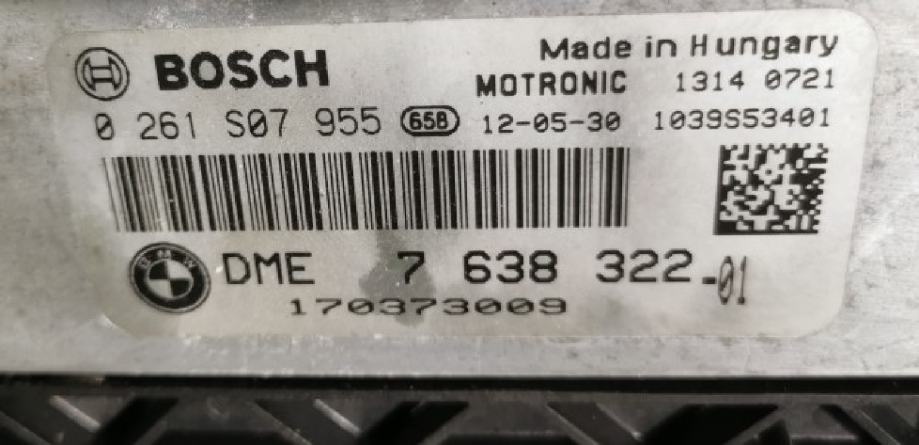 BOSCH
Made in Hungary
MOTRONIC 1314 0721
0 261 S07 955 658 12-05-30 1039S53401
BMW
DME 7 638 322-01
170373009